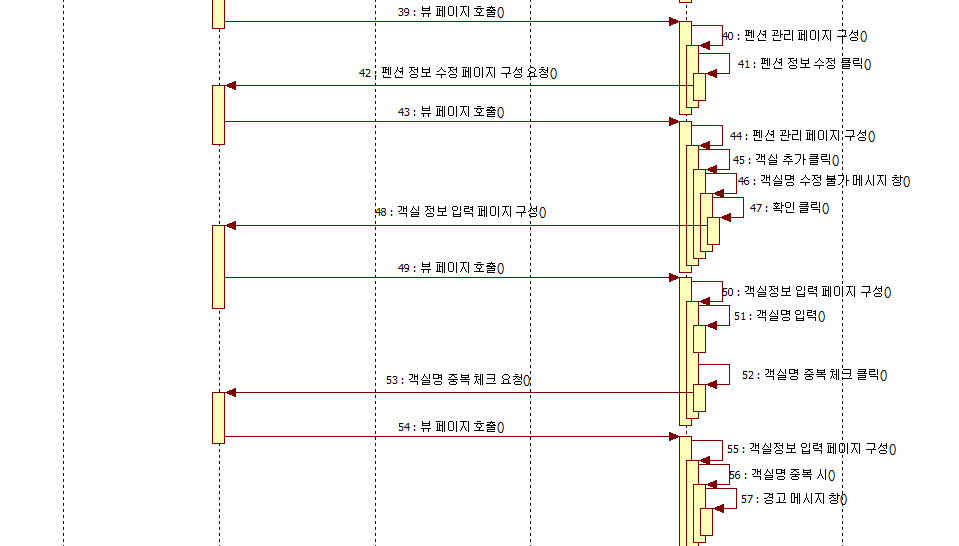 39 : 뷰 페이지 호출()
40 : 펜션 관리 페이지 구성()
41 : 펜션 정보 수정 클릭()
42 : 펜션 정보 수정 페이지 구성 요청()
43 : 뷰 페이지 호출()
44 : 펜션 관리 페이지 구성()
45 : 객실 추가 클릭()
46 : 객실명 수정 불가 메시지 창()
47 : 확인 클릭()
48 : 객실 정보 입력 페이지 구성()
49 : 뷰 페이지 호출()
50 : 객실정보 입력 페이지 구성()
51 : 객실명 입력()
52 : 객실명 중복 체크 클릭()
53 : 객실명 중복 체크 요청()
54 : 뷰 페이지 호출()
55 : 객실정보 입력 페이지 구성()
56 : 객실명 중복 시()
57 : 경고 메시지 창()